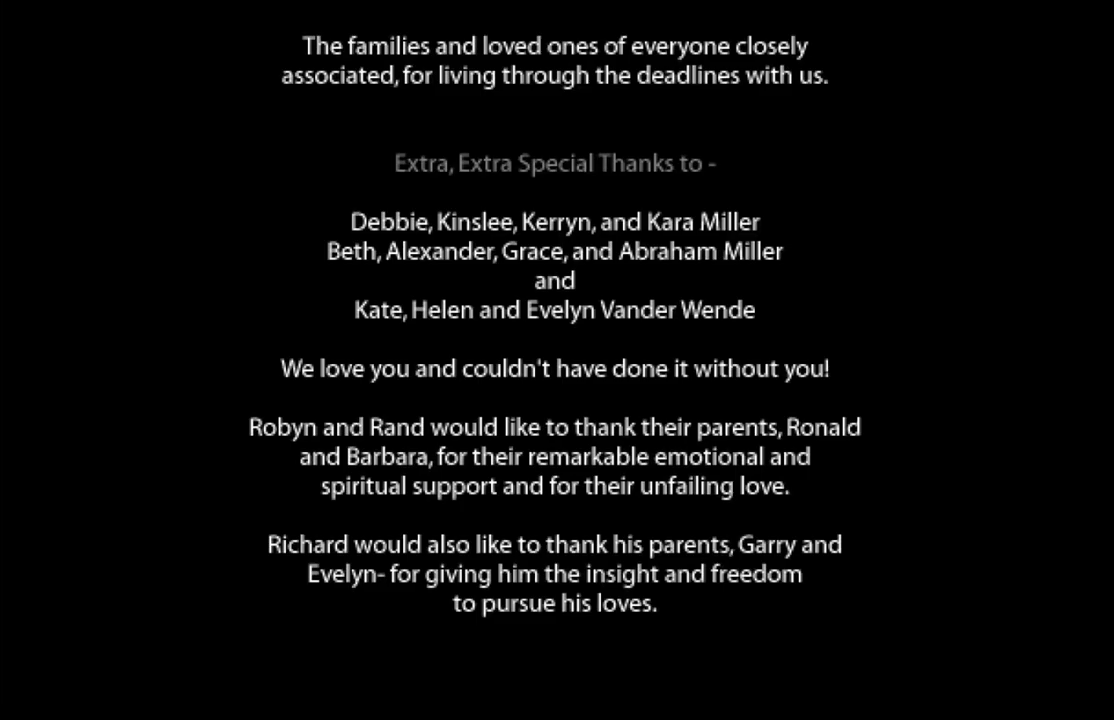 The families and loved ones of everyone closely
associated, for living through the deadlines with us.
Extra, Extra Special Thanks to -
Debbie, Kinslee, Kerryn, and Kara Miller
Beth, Alexander, Grace, and Abraham Miller
and
Kate, Helen and Evelyn Vander Wende
We love you and couldn't have done it without you!
Robyn and Rand would like to thank their parents, Ronald
and Barbara, for their remarkable emotional and
spiritual support and for their unfailing love.
Richard would also like to thank his parents, Garry and
Evelyn- for giving him the insight and freedom
to pursue his loves.